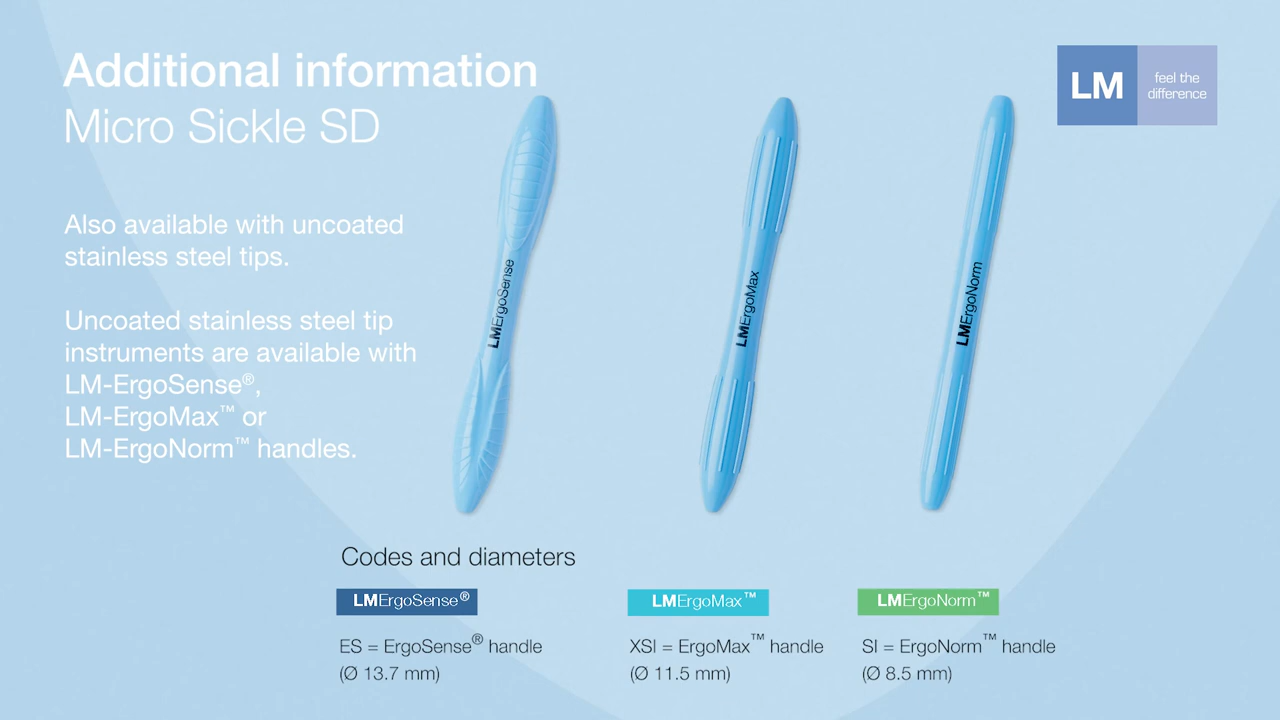 Additional information
Micro Sickle SD
LM
feel the
difference
Also available with uncoated
stainless steel tips.
Uncoated stainless steel tip
instruments are available with
LM-ErgoSense®,
LM-ErgoMax™ or
LM-ErgoNorm™ handles.
LMErgoSense
LMErgoMax
LMErgoNorm
Codes and diameters
LMErgoSense®
ES = ErgoSense® handle
(Ø 13.7 mm)
LMErgoMax™
XSI = ErgoMax™ handle
(Ø 11.5 mm)
LMErgoNorm™
SI = ErgoNorm™ handle
(Ø 8.5 mm)